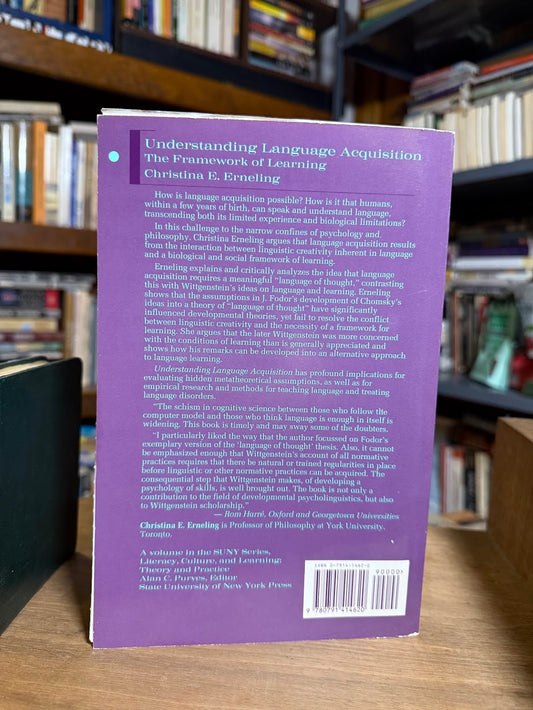 Understanding Language Acquisition
The Framework of Learning
Christina E. Erneling
How is language acquisition possible? How is it that humans,
within a few years of birth, can speak and understand language,
transcending both its limited experience and biological limitations?
In this challenge to the narrow confines of psychology and
philosophy, Christina Erneling argues that language acquisition results
from the interaction between linguistic creativity inherent in language
and a biological and social framework of learning.
Erneling explains and critically analyzes the idea that language
acquisition requires a meaningful "language of thought," contrasting
this with Wittgenstein's ideas on language and learning. Erneling
shows that the assumptions in J. Fodor's development of Chomsky's
ideas into a theory of "language of thought" have significantly
influenced developmental theories, yet fail to resolve the conflict
between linguistic creativity and the necessity of a framework for
learning. She argues that the later Wittgenstein was more concerned
with the conditions of learning than is generally appreciated and
shows how his remarks can be developed into an alternative approach
to language learning.
Understanding Language Acquisition has profound implications for
evaluating hidden metatheoretical assumptions, as well as for
empirical research and methods for teaching language and treating
language disorders.
"The schism in cognitive science between those who follow the
computer model and those who think language is enough in itself is
widening. This book is timely and may sway some of the doubters.
"I particularly liked the way that the author focussed on Fodor's
exemplary version of the 'language of thought' thesis. Also, it cannot
be emphasized enough that Wittgenstein's account of all normative
practices requires that there be natural or trained regularities in place
before linguistic or other normative practices can be acquired. The
consequential step that Wittgenstein makes, of developing a
psychology of skills, is well brought out. The book is not only a
contribution to the field of developmental psycholinguistics, but also
to Wittgenstein scholarship."
— Rom Harré, Oxford and Georgetown Universities
Christina E. Erneling is Professor of Philosophy at York University,
Toronto.
A volume in the SUNY Series,
Literacy, Culture, and Learning:
Theory and Practice
Alan C. Purves, Editor
State University of New York Press
ISBN 0-7914-1462-0
90000>
9 780791 414620